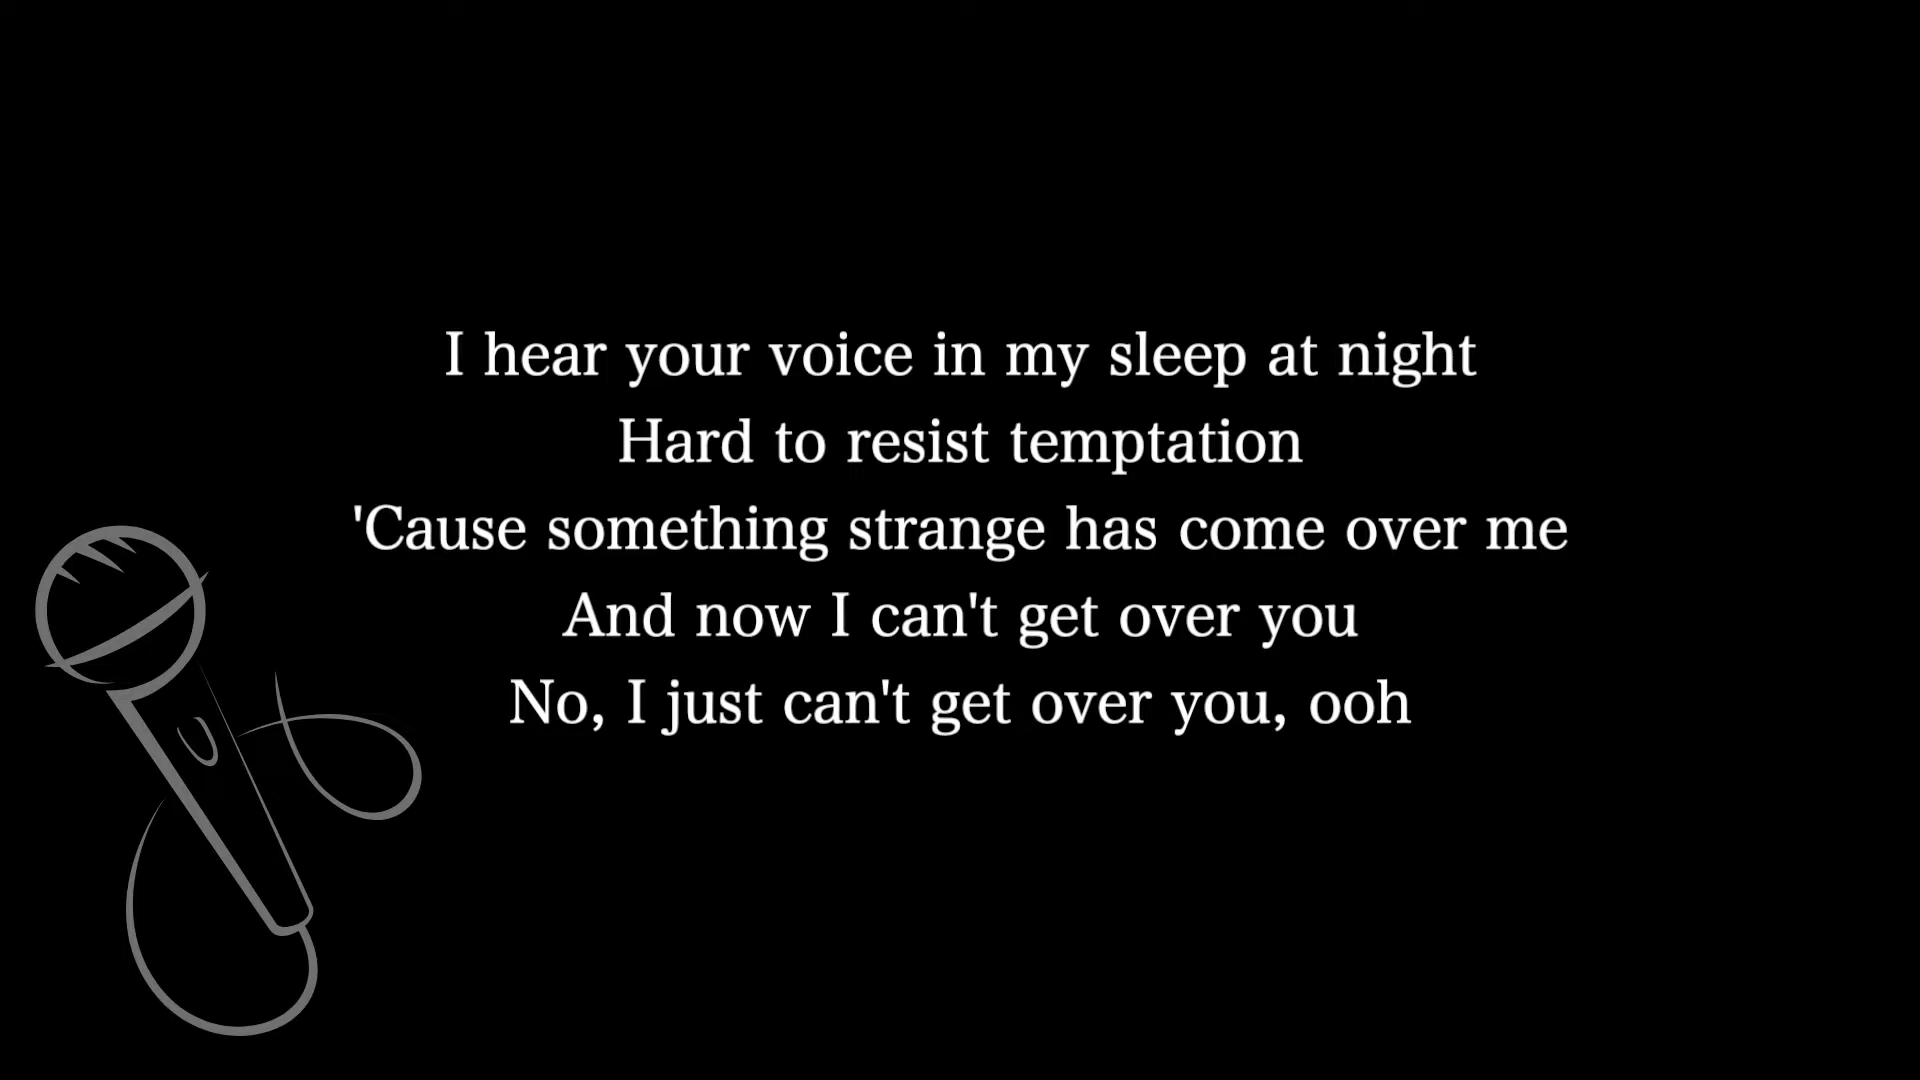 I hear your voice in my sleep at night
Hard to resist temptation
'Cause something strange has come over me
And now I can't get over you
No, I just can't get over you, ooh